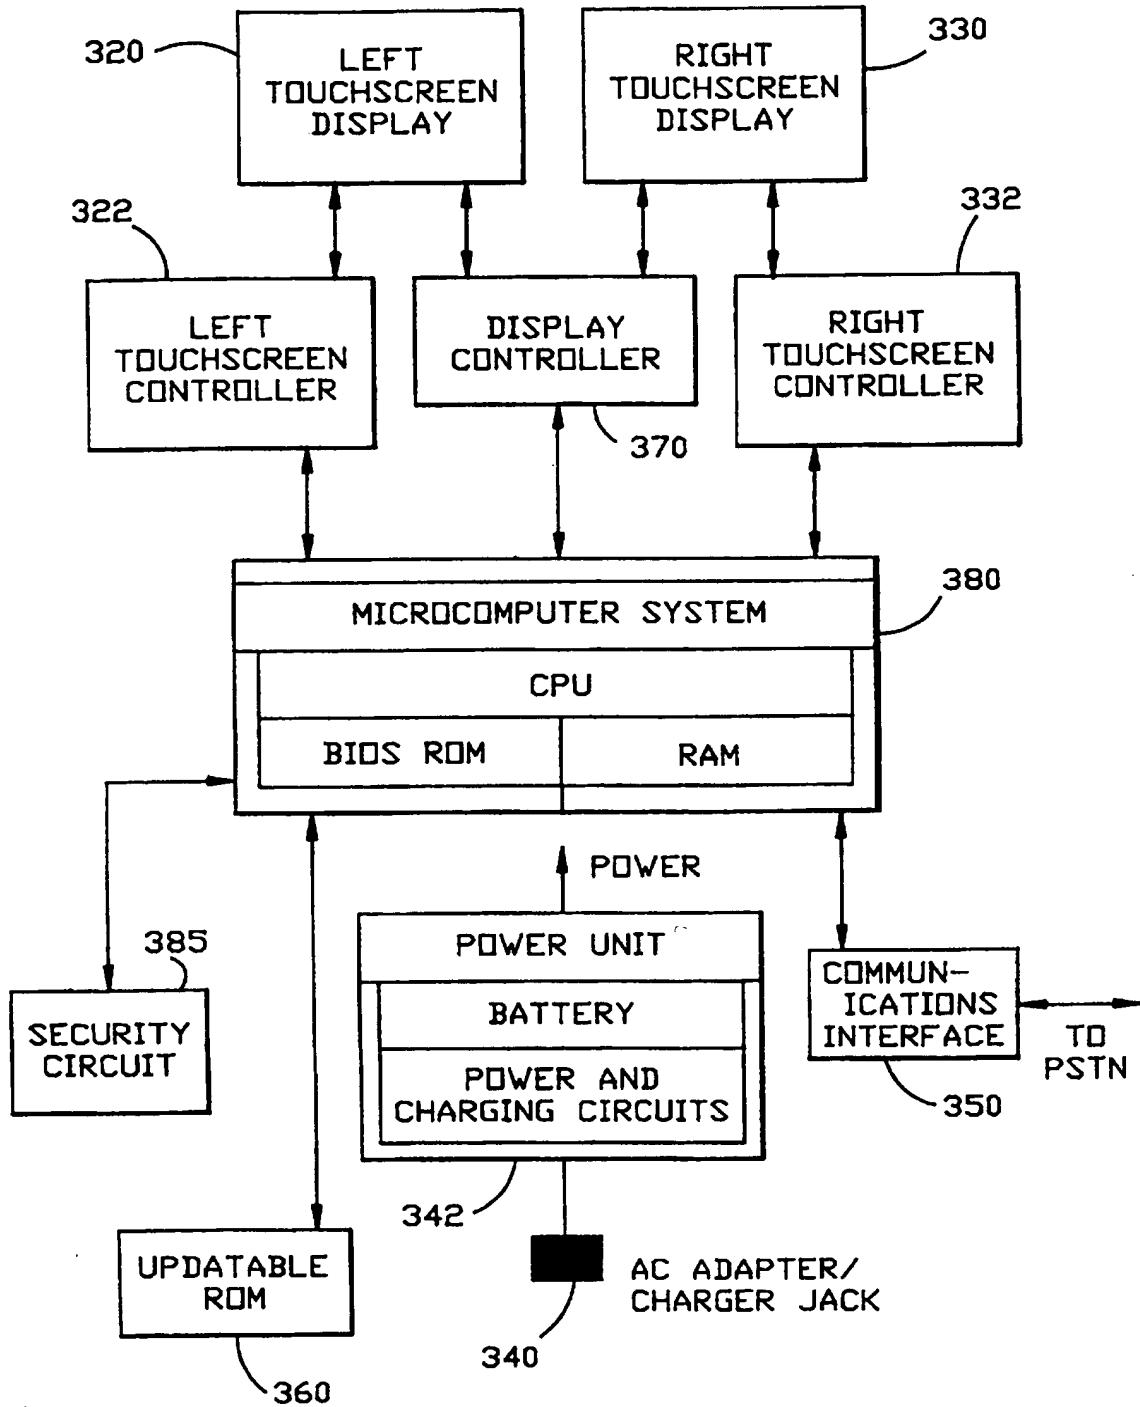 320
LEFT
TOUCHSCREEN
DISPLAY
RIGHT
TOUCHSCREEN
DISPLAY
330
322
LEFT
TOUCHSCREEN
CONTROLLER
DISPLAY
CONTROLLER
370
332
RIGHT
TOUCHSCREEN
CONTROLLER
380
MICROCOMPUTER SYSTEM
CPU
BIOS ROM
RAM
POWER
385
SECURITY
CIRCUIT
POWER UNIT
BATTERY
POWER AND
CHARGING CIRCUITS
342
COMMUN-
ICATIONS
INTERFACE
350
TO
PSTN
UPDATABLE
ROM
360
AC ADAPTER/
CHARGER JACK
340